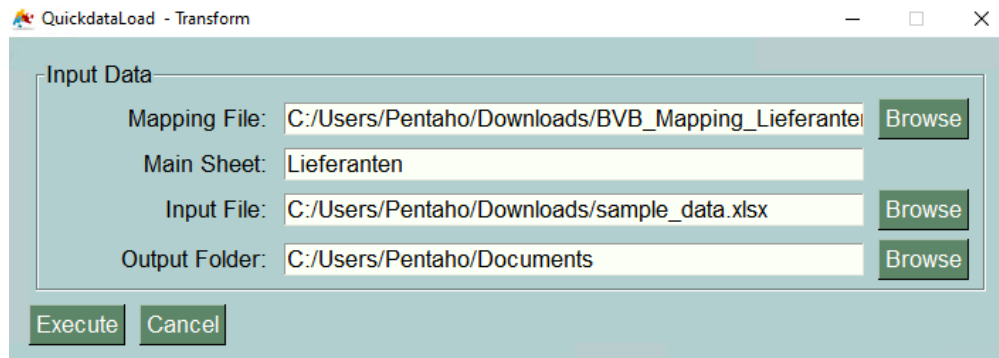 QuickdataLoad - Transform
Input Data
Mapping File: C:/Users/Pentaho/Downloads/BVB_Mapping_Lieferanten Browse
Main Sheet: Lieferanten
Input File: C:/Users/Pentaho/Downloads/sample_data.xlsx Browse
Output Folder: C:/Users/Pentaho/Documents Browse
Execute Cancel